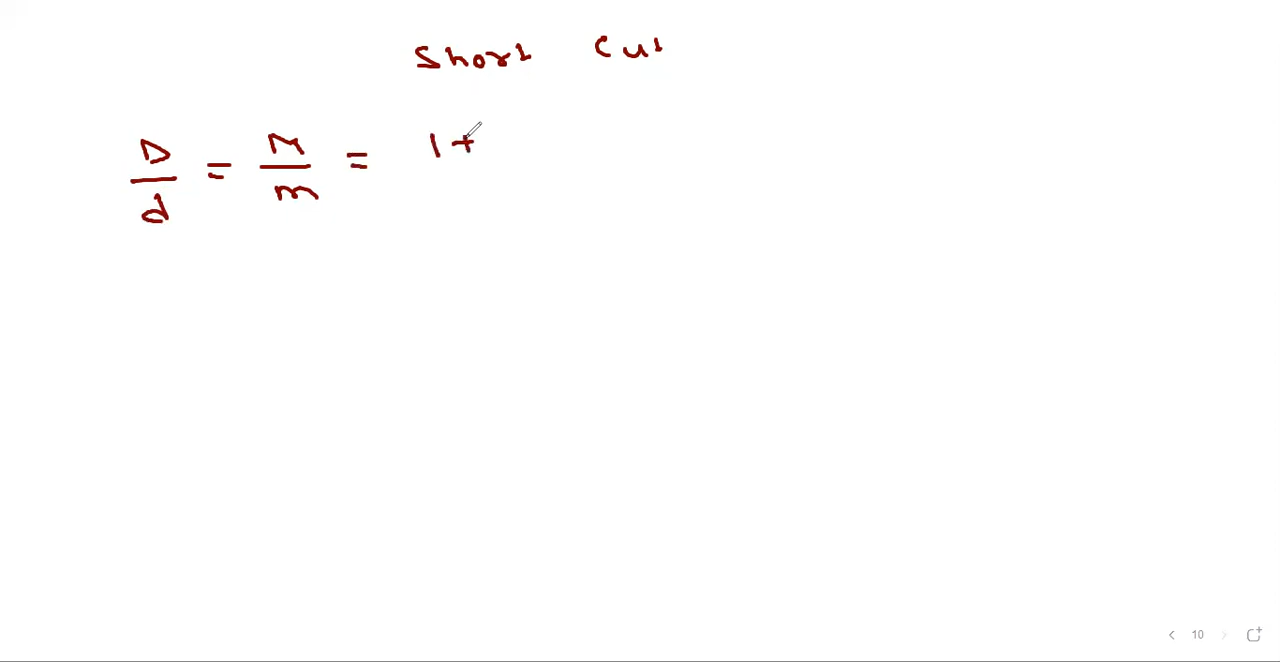 Short Cut
D/d = M/m = 1+
10